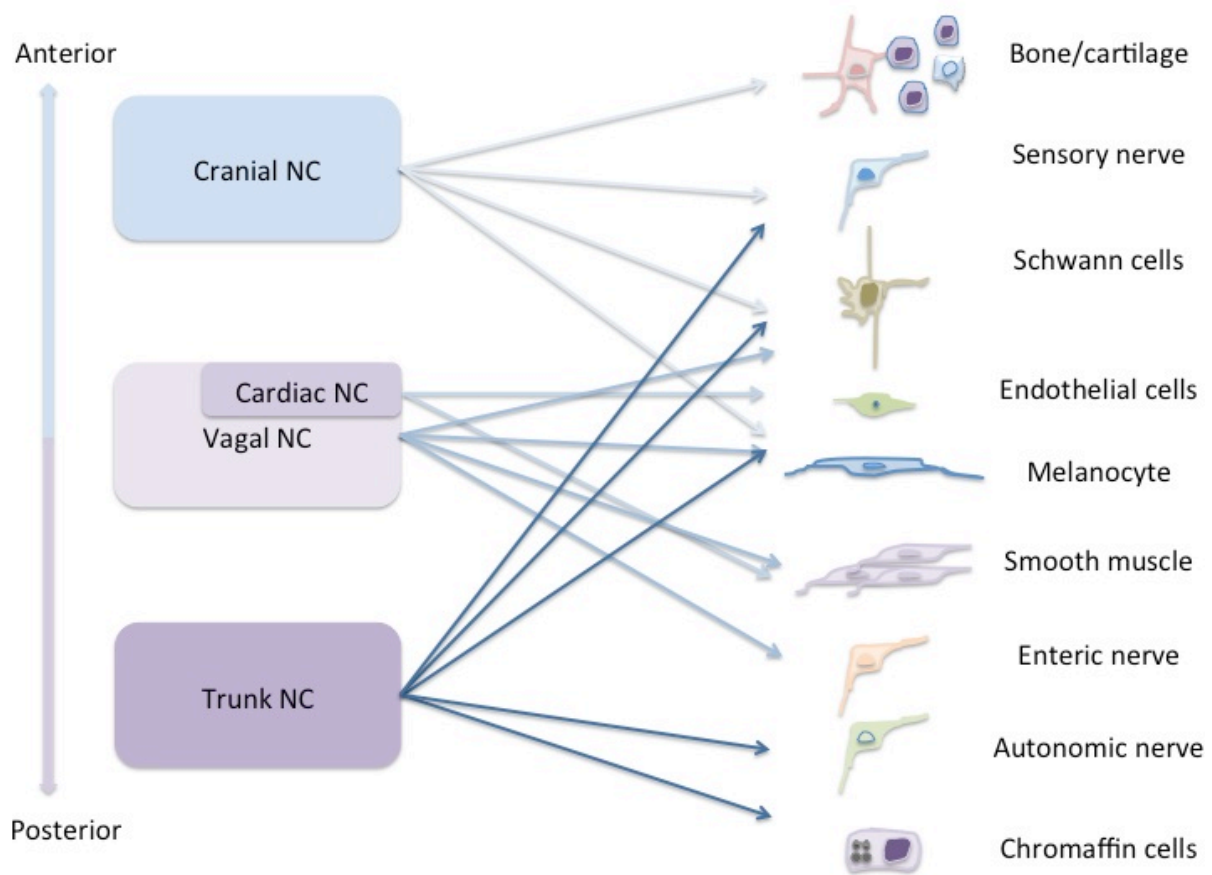 Anterior
Cranial NC
Cardiac NC
Vagal NC
Trunk NC
Posterior
Bone/cartilage
Sensory nerve
Schwann cells
Endothelial cells
Melanocyte
Smooth muscle
Enteric nerve
Autonomic nerve
Chromaffin cells